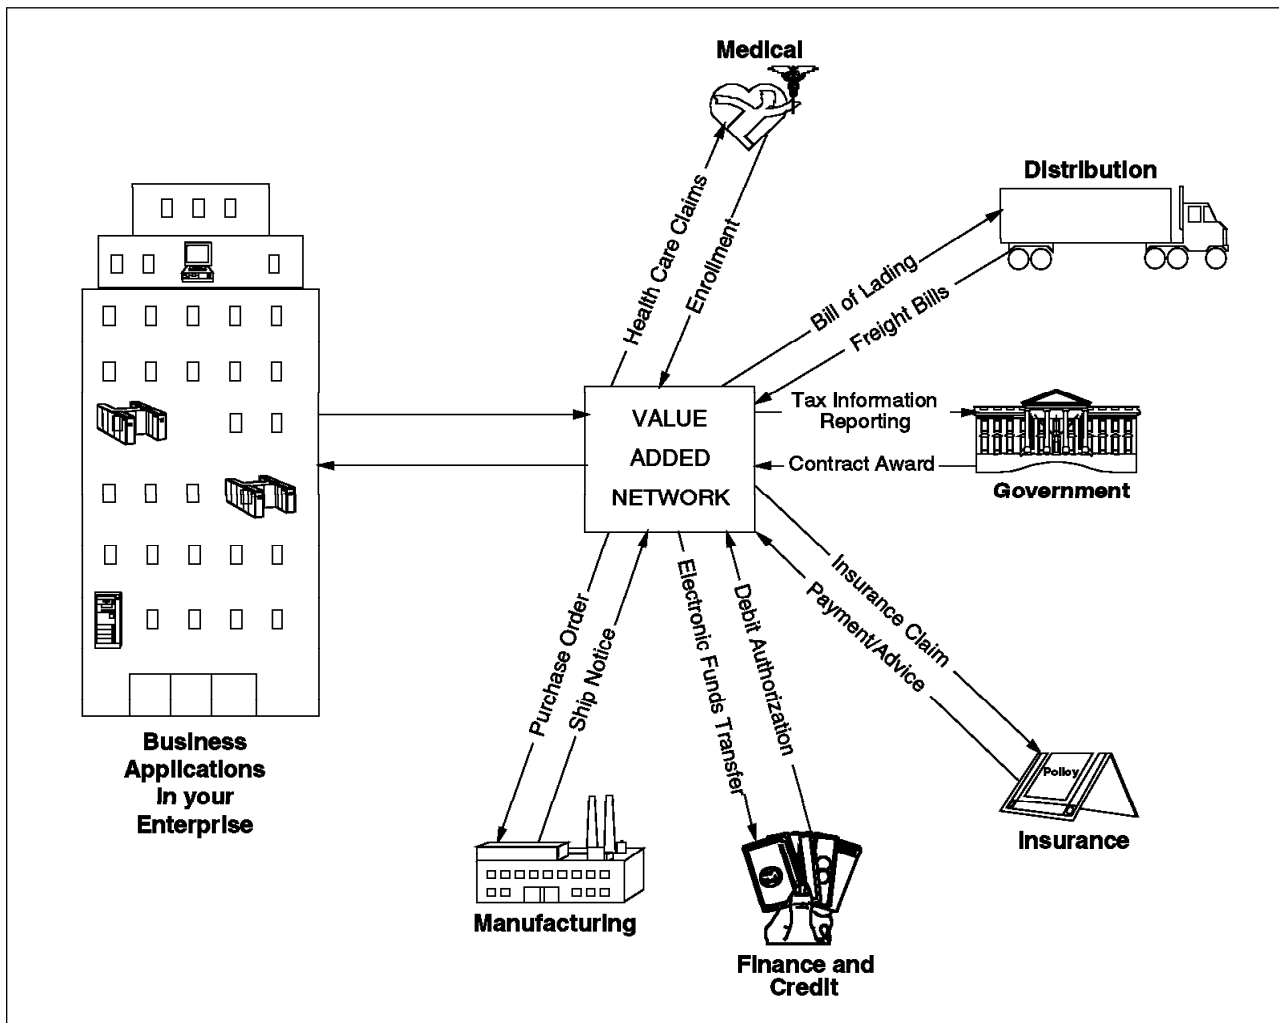 Medical
Distribution
Health Care Claims
Enrollment
Bill of Lading
Freight Bills
VALUE
ADDED
NETWORK
Tax Information
Reporting
Contract Award
Government
Insurance Claim
Payment/Advice
Purchase Order
Ship Notice
Electronic Funds Transfer
Debit Authorization
Business
Applications
in your
Enterprise
Policy
Insurance
Manufacturing
Finance and
Credit